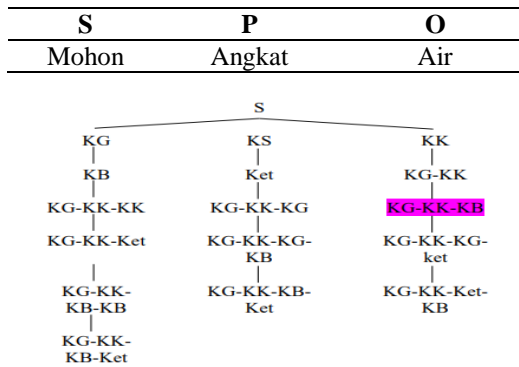 S P O
Mohon Angkat Air
S
KG KS KK
KB Ket KG-KK
KG-KK-KK KG-KK-KG KG-KK-KB
KG-KK-Ket KG-KK-KG- KG-KK-KG-
KB ket
KG-KK- KG-KK-KB- KG-KK-Ket-
KB-KB Ket KB
KG-KK-
KB-Ket